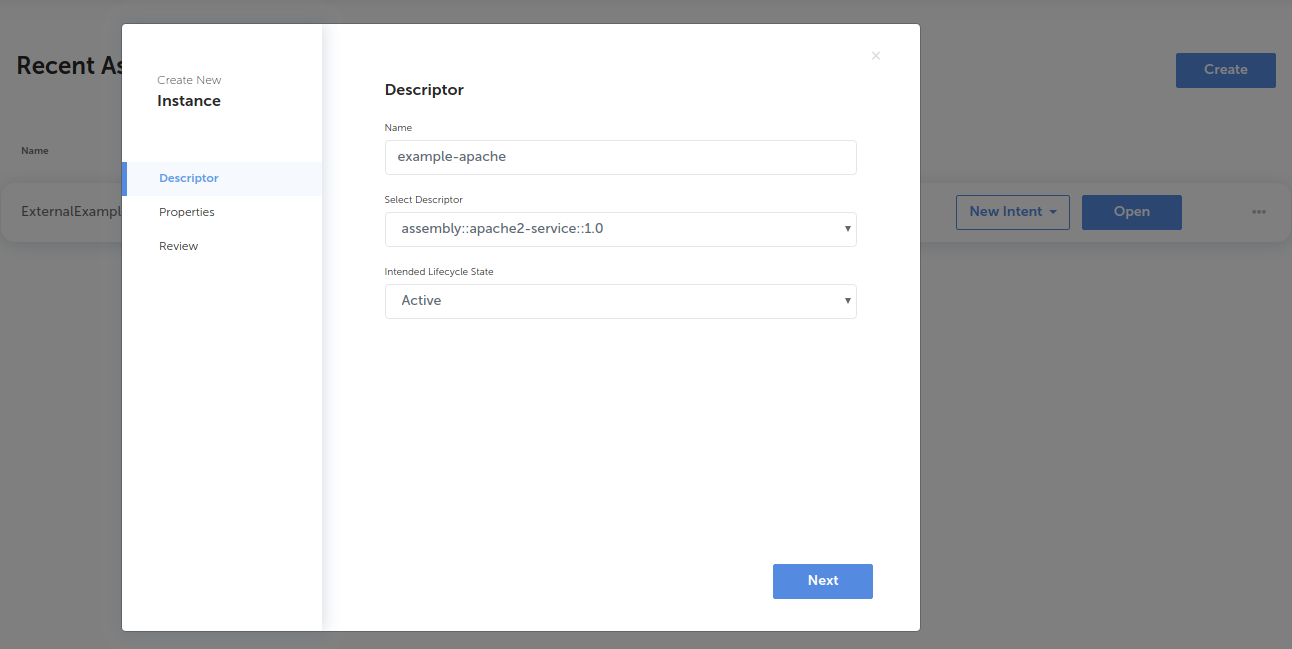 Recent As
Create
Name
ExternalExampl
New Intent
Open
Create New
Instance
Descriptor
Properties
Review
Descriptor
Name
example-apache
Select Descriptor
assembly::apache2-service::1.0
Intended Lifecycle State
Active
Next